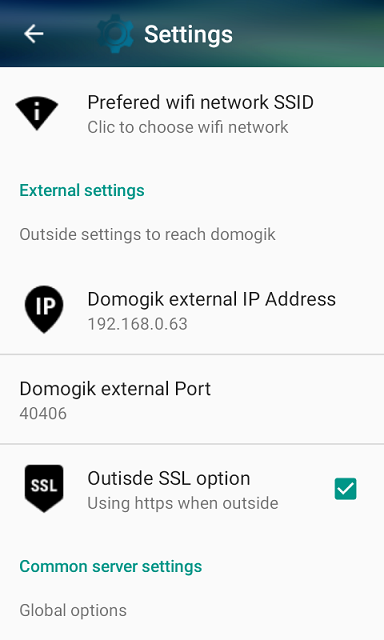 Settings
Prefered wifi network SSID
Clic to choose wifi network
External settings
Outside settings to reach domogik
IP
Domogik external IP Address
192.168.0.63
Domogik external Port
40406
SSL
Outisde SSL option
Using https when outside
Common server settings
Global options